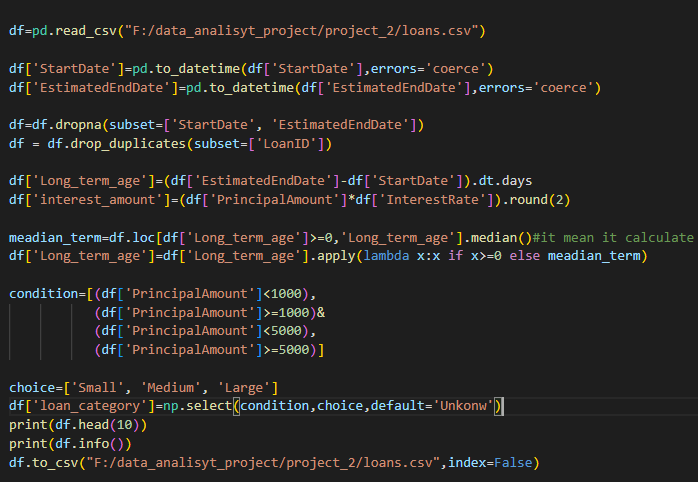 df=pd.read_csv("F:/data_analisyt_project/project_2/loans.csv")
df['StartDate']=pd.to_datetime(df['StartDate'],errors='coerce')
df['EstimatedEndDate']=pd.to_datetime(df['EstimatedEndDate'],errors='coerce')
df=df.dropna(subset=['StartDate', 'EstimatedEndDate'])
df = df.drop_duplicates(subset=['LoanID'])
df['Long_term_age']=(df['EstimatedEndDate']-df['StartDate']).dt.days
df['interest_amount']=(df['PrincipalAmount']*df['InterestRate']).round(2)
meadian_term=df.loc[df['Long_term_age']>=0,'Long_term_age'].median()#it mean it calculate
df['Long_term_age']=df['Long_term_age'].apply(lambda x:x if x>=0 else meadian_term)
condition=[(df['PrincipalAmount']<1000),
(df['PrincipalAmount']>=1000)&
(df['PrincipalAmount']<5000),
(df['PrincipalAmount']>=5000)]
choice=['Small', 'Medium', 'Large']
df['loan_category']=np.select(condition,choice,default='Unkonw')
print(df.head(10))
print(df.info())
df.to_csv("F:/data_analisyt_project/project_2/loans.csv",index=False)